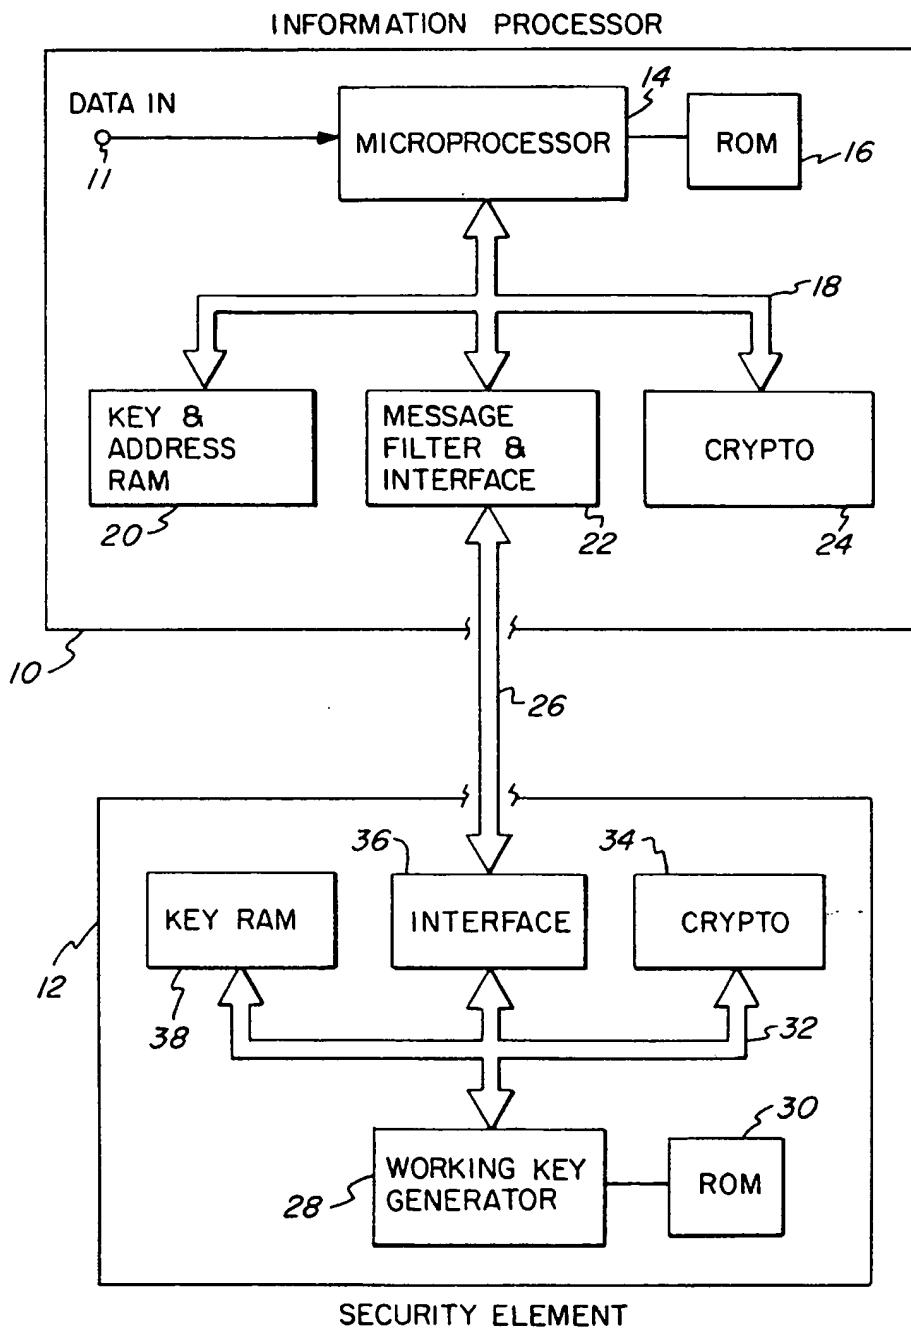 INFORMATION PROCESSOR
DATA IN
11
MICROPROCESSOR
14
ROM
16
18
KEY &
ADDRESS
RAM
20
MESSAGE
FILTER &
INTERFACE
22
CRYPTO
24
10
26
12
KEY RAM
38
36
INTERFACE
34
CRYPTO
32
28
WORKING KEY
GENERATOR
30
ROM
SECURITY ELEMENT